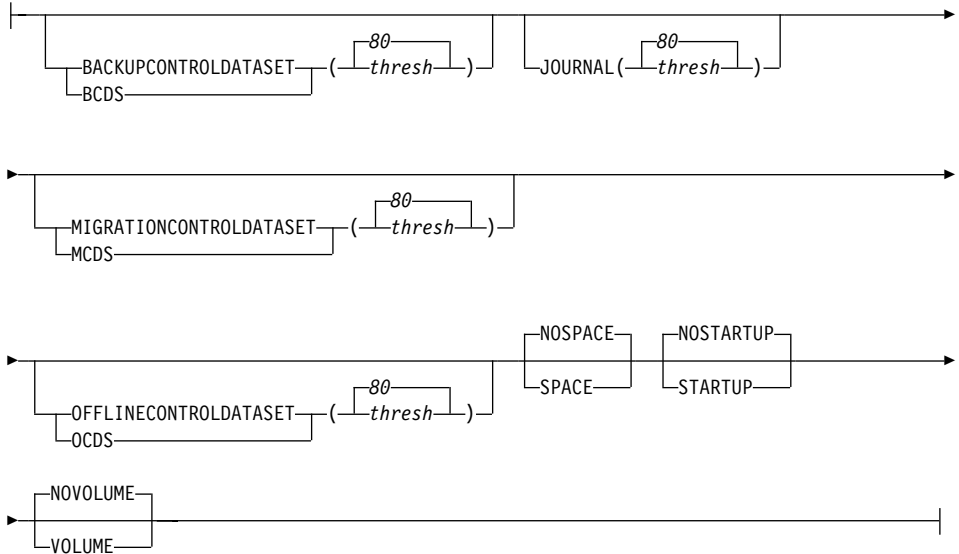 80 80
BACKUPCONTROLDATASET ( thresh ) JOURNAL( thresh )
BCDS
80
MIGRATIONCONTROLDATASET ( thresh )
MCDS
NOSPACE NOSTARTUP
80 SPACE STARTUP
OFFLINECONTROLDATASET ( thresh )
OCDS
NOVOLUME
VOLUME